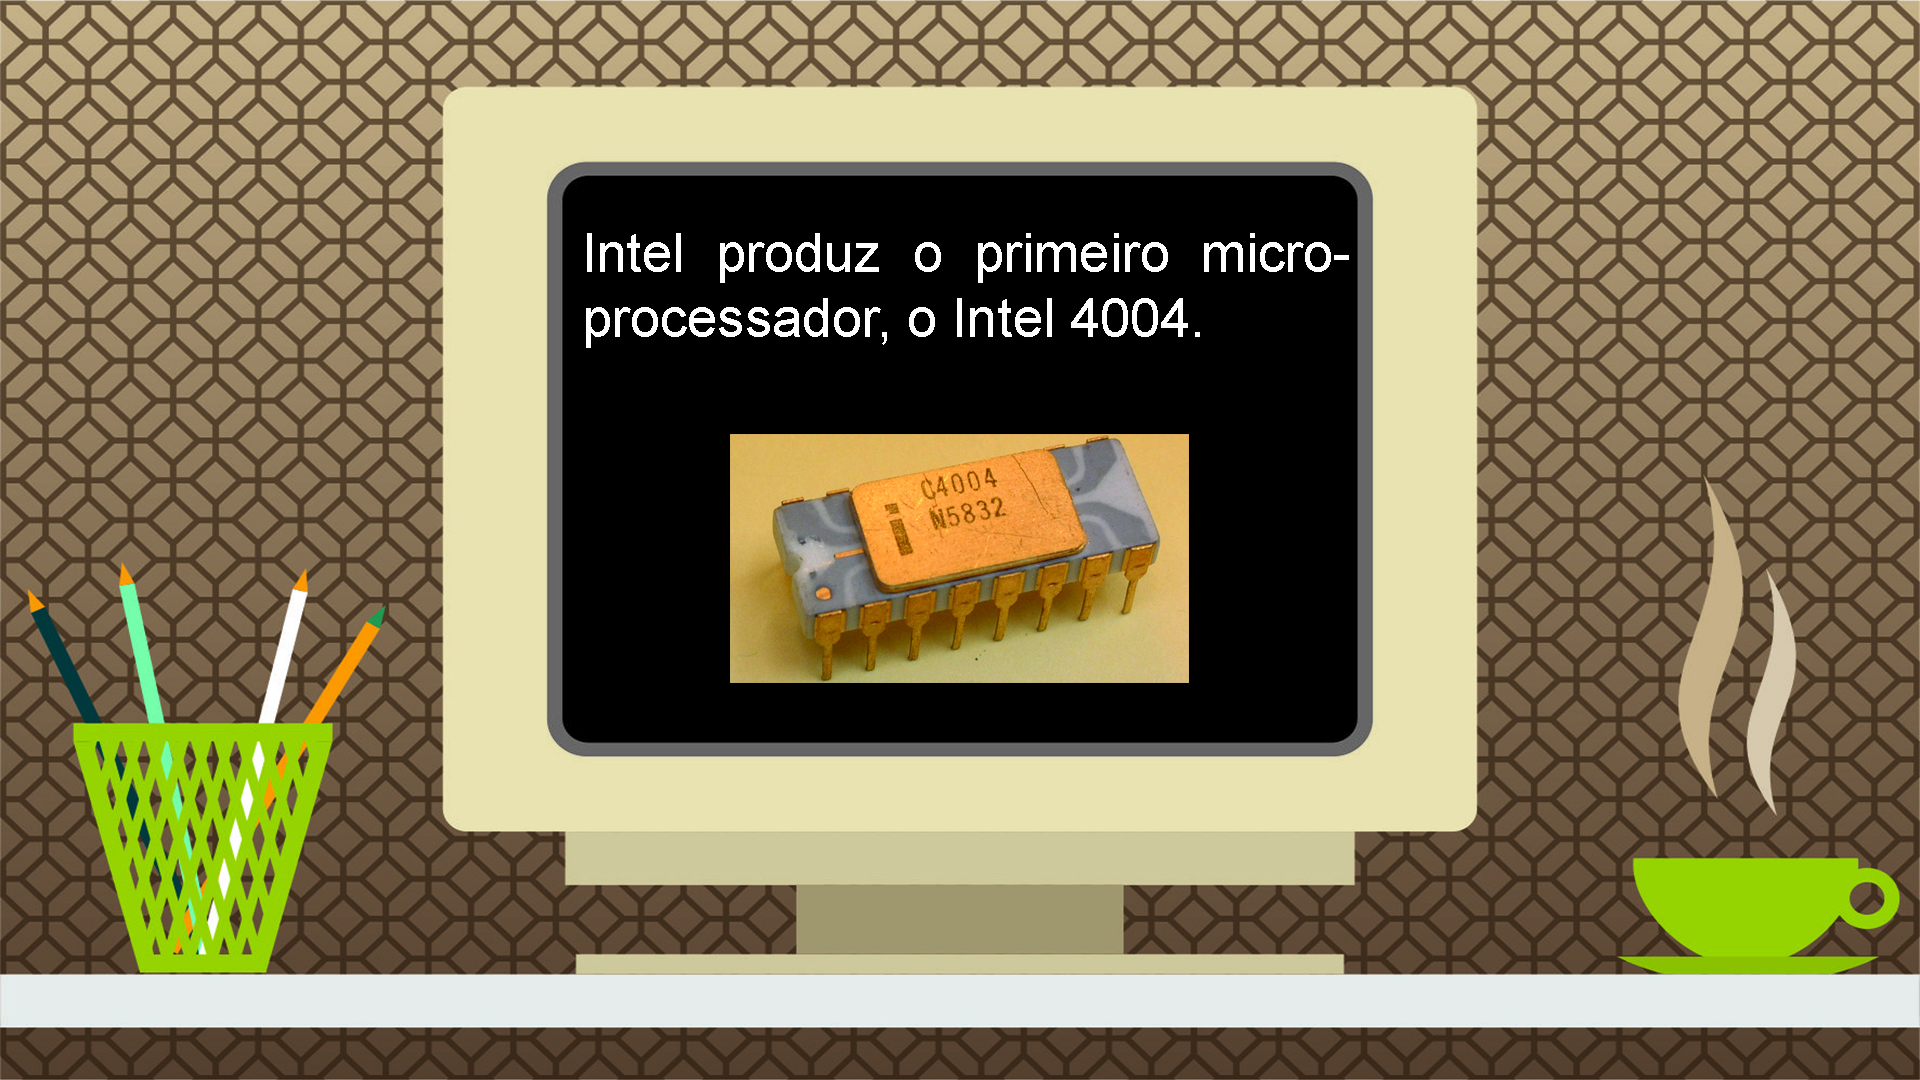 Intel produz o primeiro micro-
processador, o Intel 4004.
C4004
i
N5832